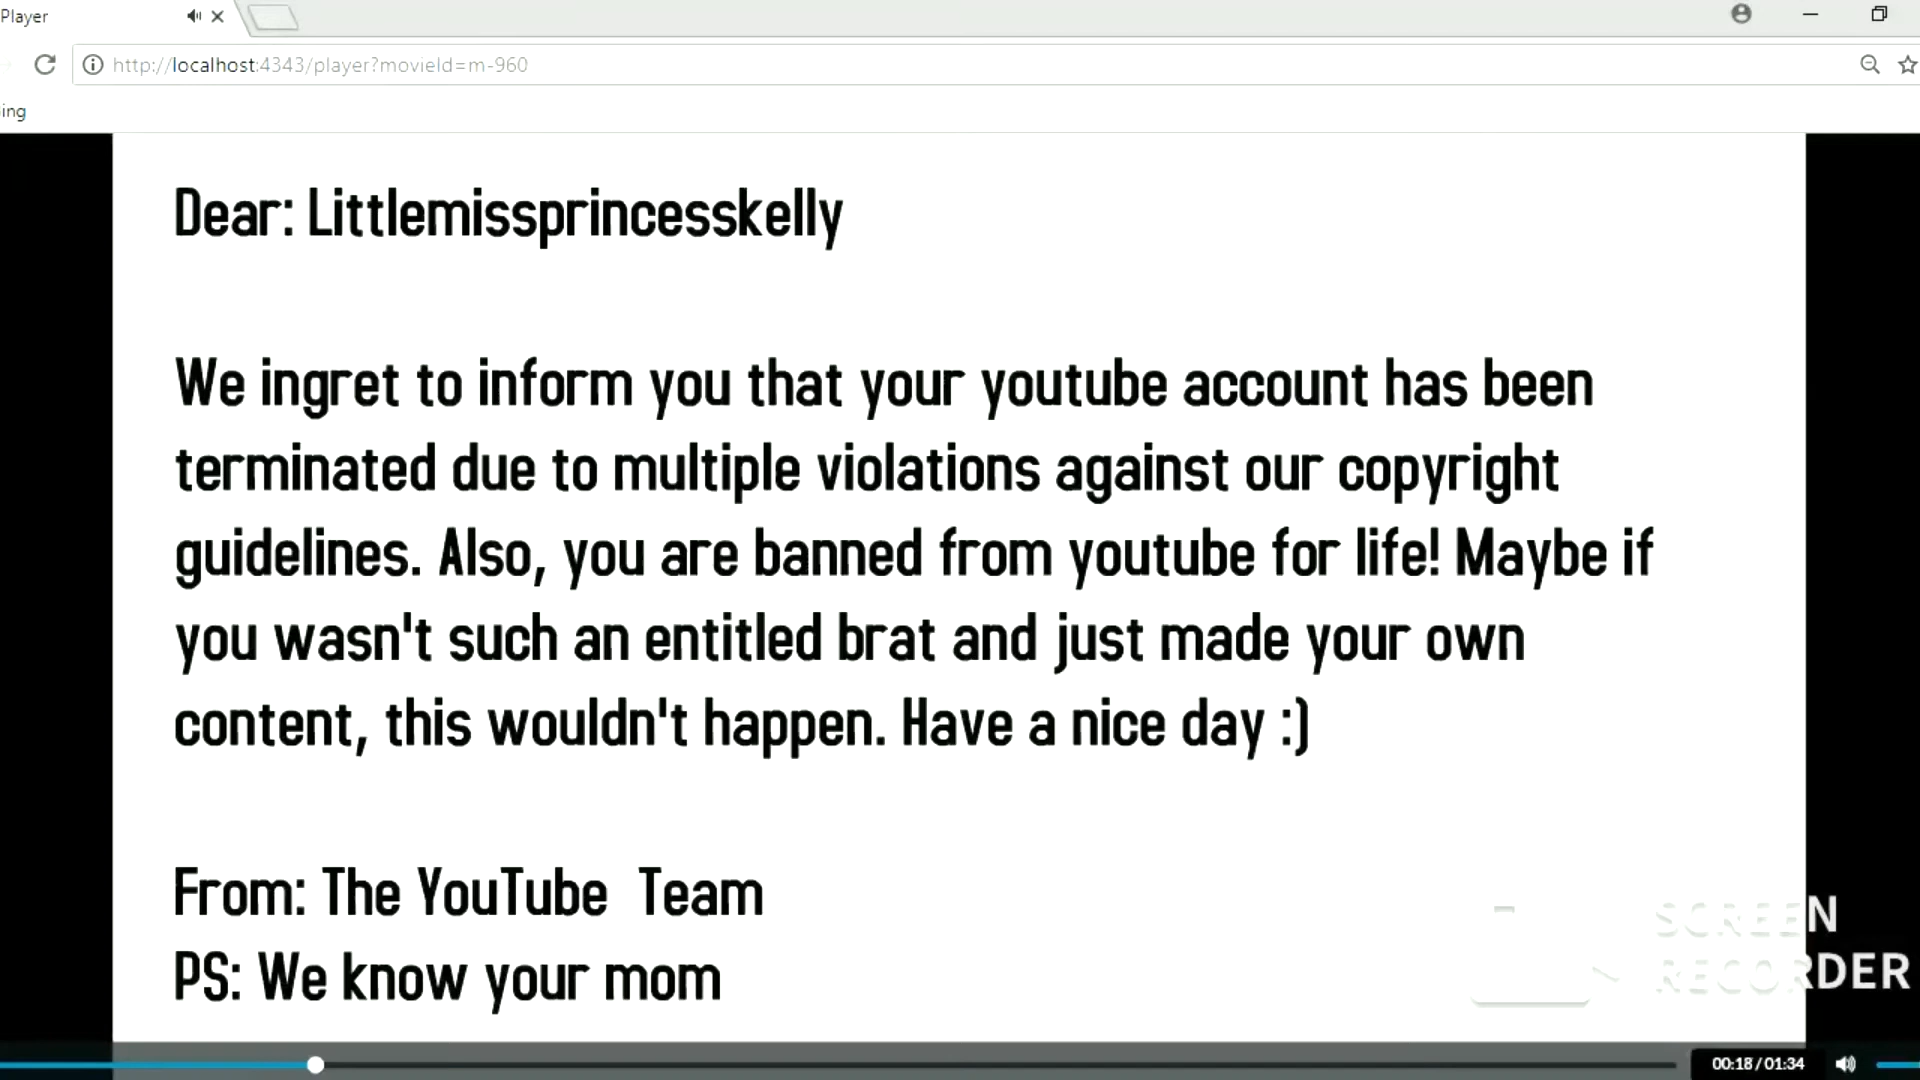 Player
http://localhost:4343/player?movieId=m-960
ing
Dear: Littlemissprincesskelly
We ingret to inform you that your youtube account has been
terminated due to multiple violations against our copyright
guidelines. Also, you are banned from youtube for life! Maybe if
you wasn't such an entitled brat and just made your own
content, this wouldn't happen. Have a nice day :)
From: The YouTube Team
PS: We know your mom
SCREEN
RECORDER
00:18 / 01:34